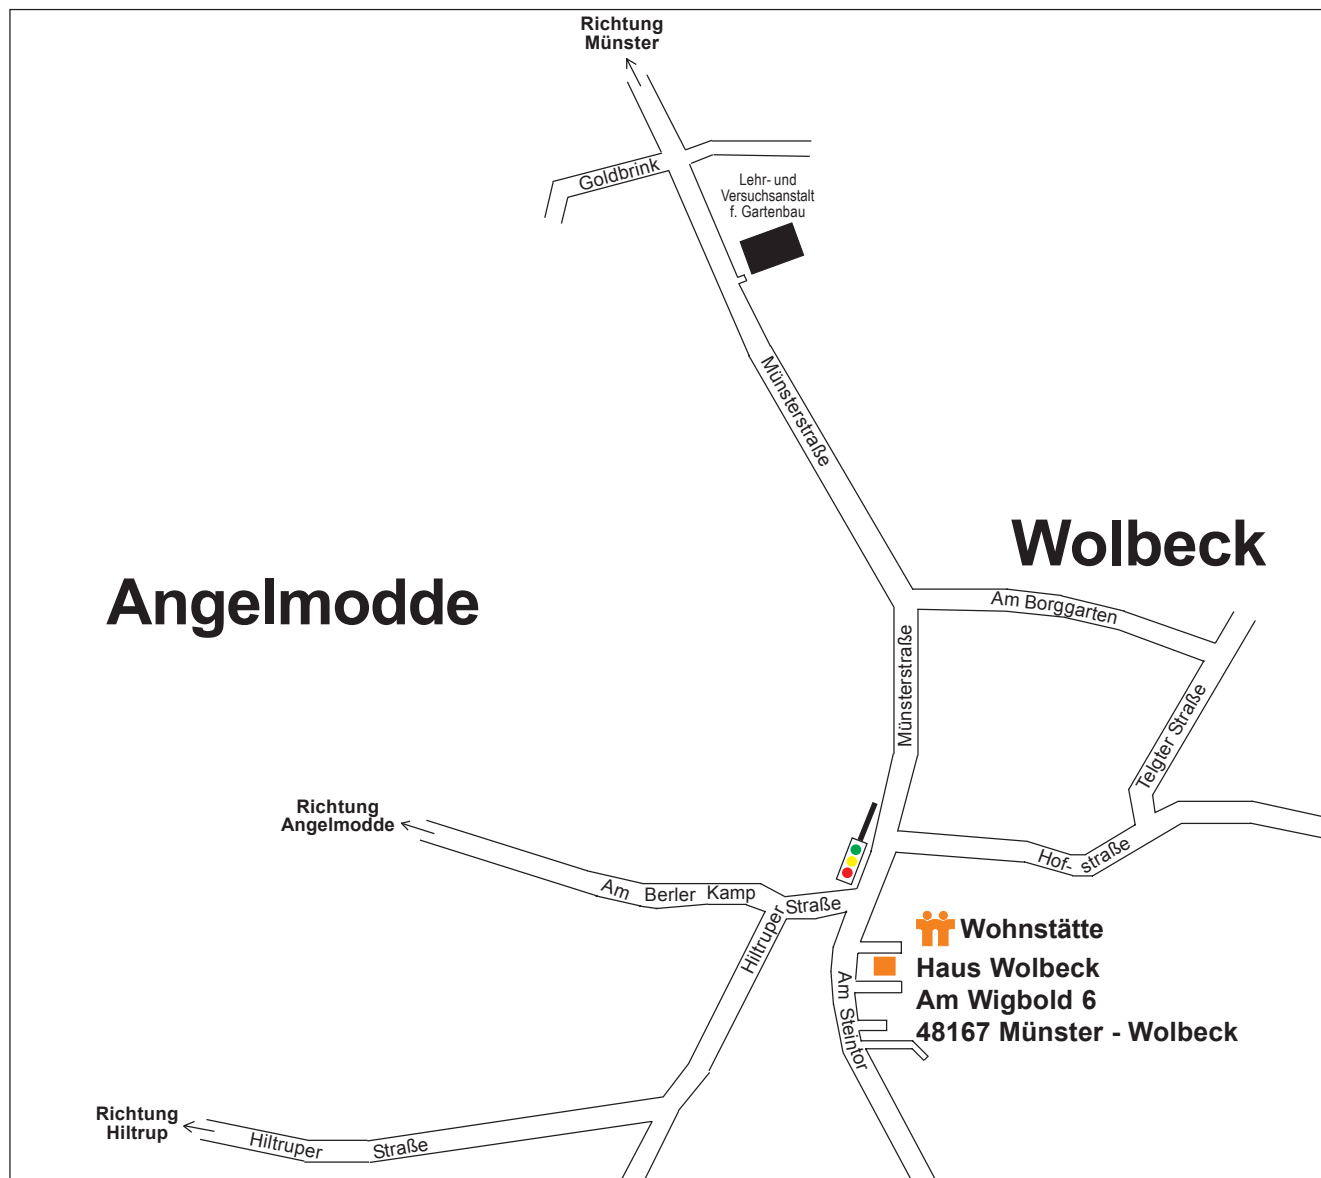 Richtung
Münster
Goldbrink
Lehr- und
Versuchsanstalt
f. Gartenbau
Münsterstraße
Wolbeck
Angelmodde
Am Borggarten
Münsterstraße
Telgter Straße
Richtung
Angelmodde
Hof- straße
Am Berler Kamp
Hiltruper Straße
Wohnstätte
Haus Wolbeck
Am Wigbold 6
48167 Münster - Wolbeck
Am Steintor
Richtung
Hiltrup
Hiltruper Straße